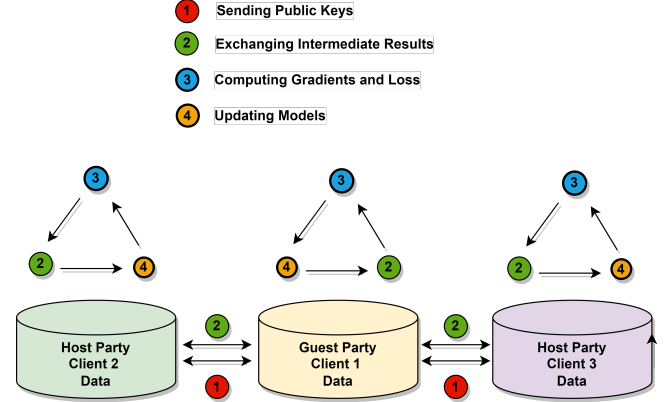 1 Sending Public Keys
2 Exchanging Intermediate Results
3 Computing Gradients and Loss
4 Updating Models
3
3
3
2
4
4
2
2
4
2
2
Host Party
Client 2
Data
Guest Party
Client 1
Data
Host Party
Client 3
Data
1
1